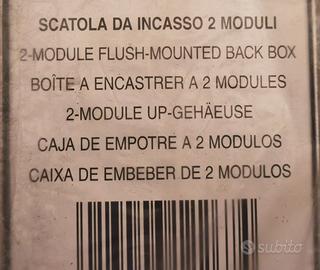 SCATOLA DA INCASSO 2 MODULI
2-MODULE FLUSH-MOUNTED BACK BOX
BOÎTE A ENCASTRER A 2 MODULES
2-MODULE UP-GEHÄEUSE
CAJA DE EMPOTRE A 2 MODULOS
CAIXA DE EMBEBER DE 2 MODULOS
subito